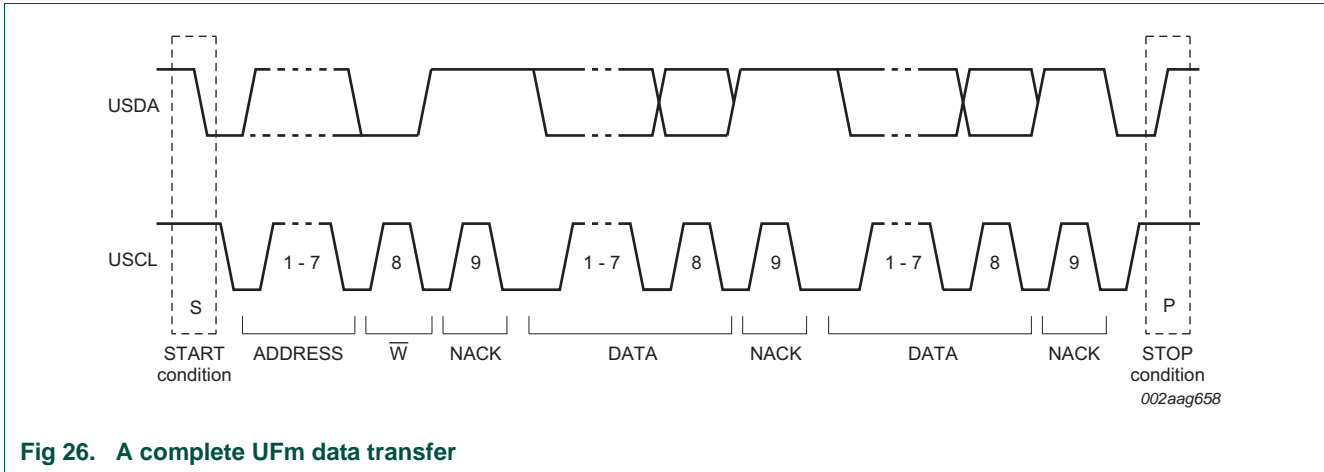 USDA
USCL
1 - 7
8
9
1 - 7
8
9
1 - 7
8
9
S
P
START
condition
ADDRESS
W̅
NACK
DATA
NACK
DATA
NACK
STOP
condition
002aag658
Fig 26. A complete UFm data transfer